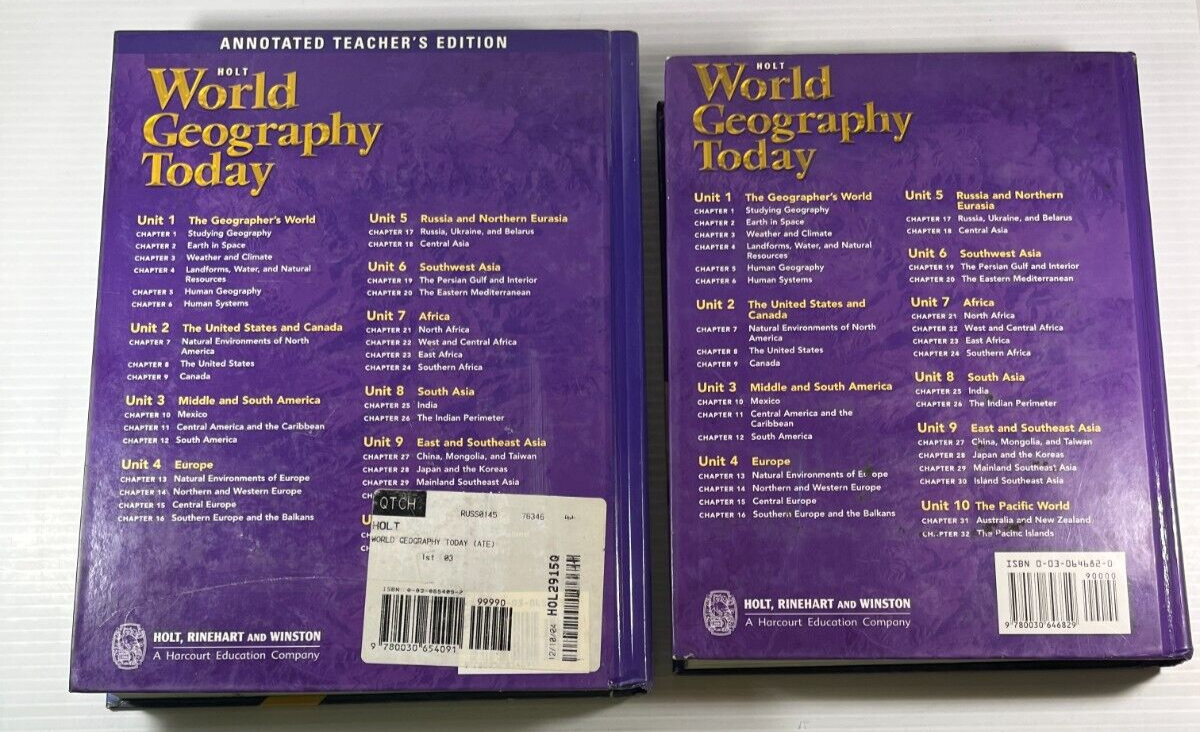 ANNOTATED TEACHER'S EDITION
HOLT
World
Geography
Today
Unit 1 The Geographer's World
CHAPTER 1 Studying Geography
CHAPTER 2 Earth in Space
CHAPTER 3 Weather and Climate
CHAPTER 4 Landforms, Water, and Natural
Resources
CHAPTER 5 Human Geography
CHAPTER 6 Human Systems
Unit 2 The United States and Canada
CHAPTER 7 Natural Environments of North
America
CHAPTER 8 The United States
CHAPTER 9 Canada
Unit 3 Middle and South America
CHAPTER 10 Mexico
CHAPTER 11 Central America and the Caribbean
CHAPTER 12 South America
Unit 4 Europe
CHAPTER 13 Natural Environments of Europe
CHAPTER 14 Northern and Western Europe
CHAPTER 15 Central Europe
CHAPTER 16 Southern Europe and the Balkans
Unit 5 Russia and Northern Eurasia
CHAPTER 17 Russia, Ukraine, and Belarus
CHAPTER 18 Central Asia
Unit 6 Southwest Asia
CHAPTER 19 The Persian Gulf and Interior
CHAPTER 20 The Eastern Mediterranean
Unit 7 Africa
CHAPTER 21 North Africa
CHAPTER 22 West and Central Africa
CHAPTER 23 East Africa
CHAPTER 24 Southern Africa
Unit 8 South Asia
CHAPTER 25 India
CHAPTER 26 The Indian Perimeter
Unit 9 East and Southeast Asia
CHAPTER 27 China, Mongolia, and Taiwan
CHAPTER 28 Japan and the Koreas
CHAPTER 29 Mainland Southeast Asia
QTCH
RUSS0145 76346
HOLT
WORLD GEOGRAPHY TODAY (ATE)
1st 03
99990
9 780030 654091
12/10/04 HOL2915Q
HOLT, RINEHART AND WINSTON
A Harcourt Education Company
HOLT
World
Geography
Today
Unit 1 The Geographer's World
CHAPTER 1 Studying Geography
CHAPTER 2 Earth in Space
CHAPTER 3 Weather and Climate
CHAPTER 4 Landforms, Water, and Natural
Resources
CHAPTER 5 Human Geography
CHAPTER 6 Human Systems
Unit 2 The United States and
Canada
CHAPTER 7 Natural Environments of North
America
CHAPTER 8 The United States
CHAPTER 9 Canada
Unit 3 Middle and South America
CHAPTER 10 Mexico
CHAPTER 11 Central America and the
Caribbean
CHAPTER 12 South America
Unit 4 Europe
CHAPTER 13 Natural Environments of Europe
CHAPTER 14 Northern and Western Europe
CHAPTER 15 Central Europe
CHAPTER 16 Southern Europe and the Balkans
Unit 5 Russia and Northern
Eurasia
CHAPTER 17 Russia, Ukraine, and Belarus
CHAPTER 18 Central Asia
Unit 6 Southwest Asia
CHAPTER 19 The Persian Gulf and Interior
CHAPTER 20 The Eastern Mediterranean
Unit 7 Africa
CHAPTER 21 North Africa
CHAPTER 22 West and Central Africa
CHAPTER 23 East Africa
CHAPTER 24 Southern Africa
Unit 8 South Asia
CHAPTER 25 India
CHAPTER 26 The Indian Perimeter
Unit 9 East and Southeast Asia
CHAPTER 27 China, Mongolia, and Taiwan
CHAPTER 28 Japan and the Koreas
CHAPTER 29 Mainland Southeast Asia
CHAPTER 30 Island Southeast Asia
Unit 10 The Pacific World
CHAPTER 31 Australia and New Zealand
CHAPTER 32 The Pacific Islands
ISBN 0-03-064682-0
90000
9 780030 646829
HOLT, RINEHART AND WINSTON
A Harcourt Education Company